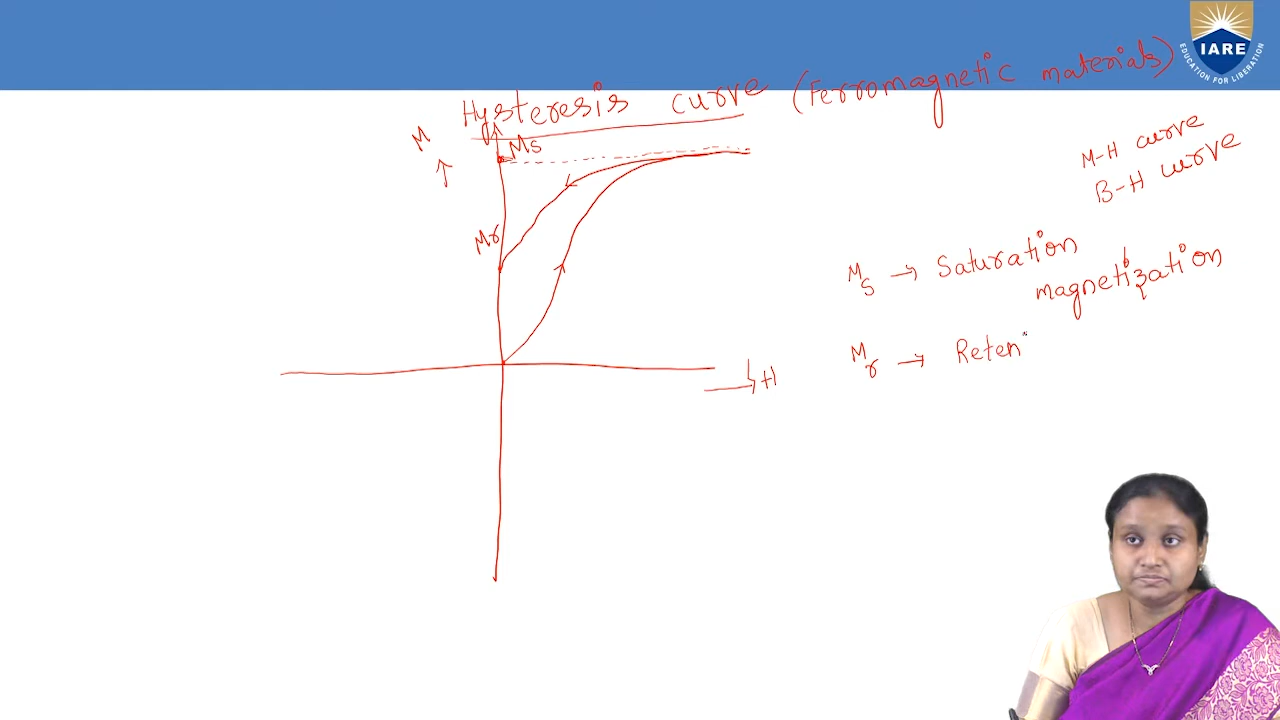 IARE
EDUCATION FOR LIBERATION
Hysteresis curve (Ferromagnetic materials)
M
Ms
Mr
H
M-H curve
B-H curve
Ms → Saturation
magnetization
Mr → Reten